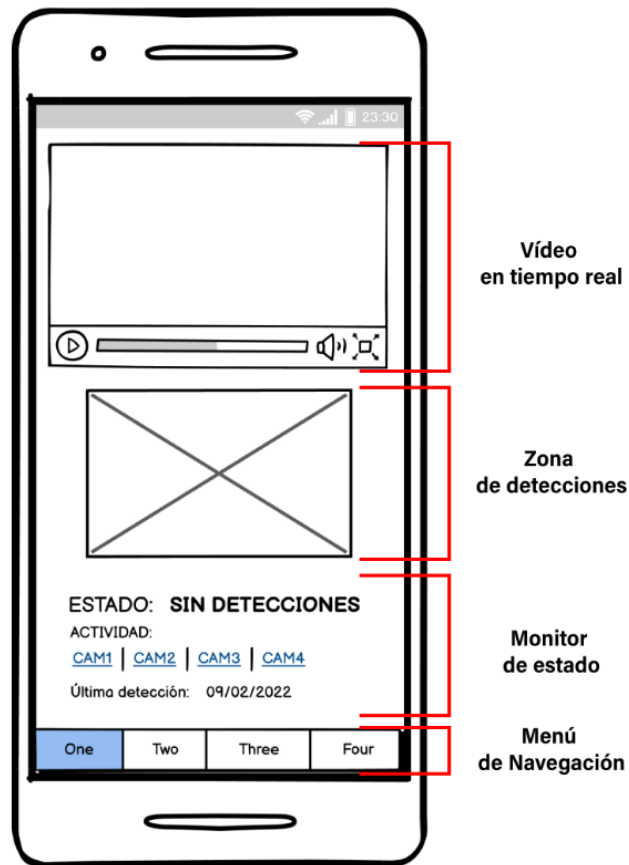 23:30
Vídeo
en tiempo real
Zona
de detecciones
ESTADO: SIN DETECCIONES
ACTIVIDAD:
CAM1 | CAM2 | CAM3 | CAM4
Última detección: 09/02/2022
Monitor
de estado
One Two Three Four
Menú
de Navegación